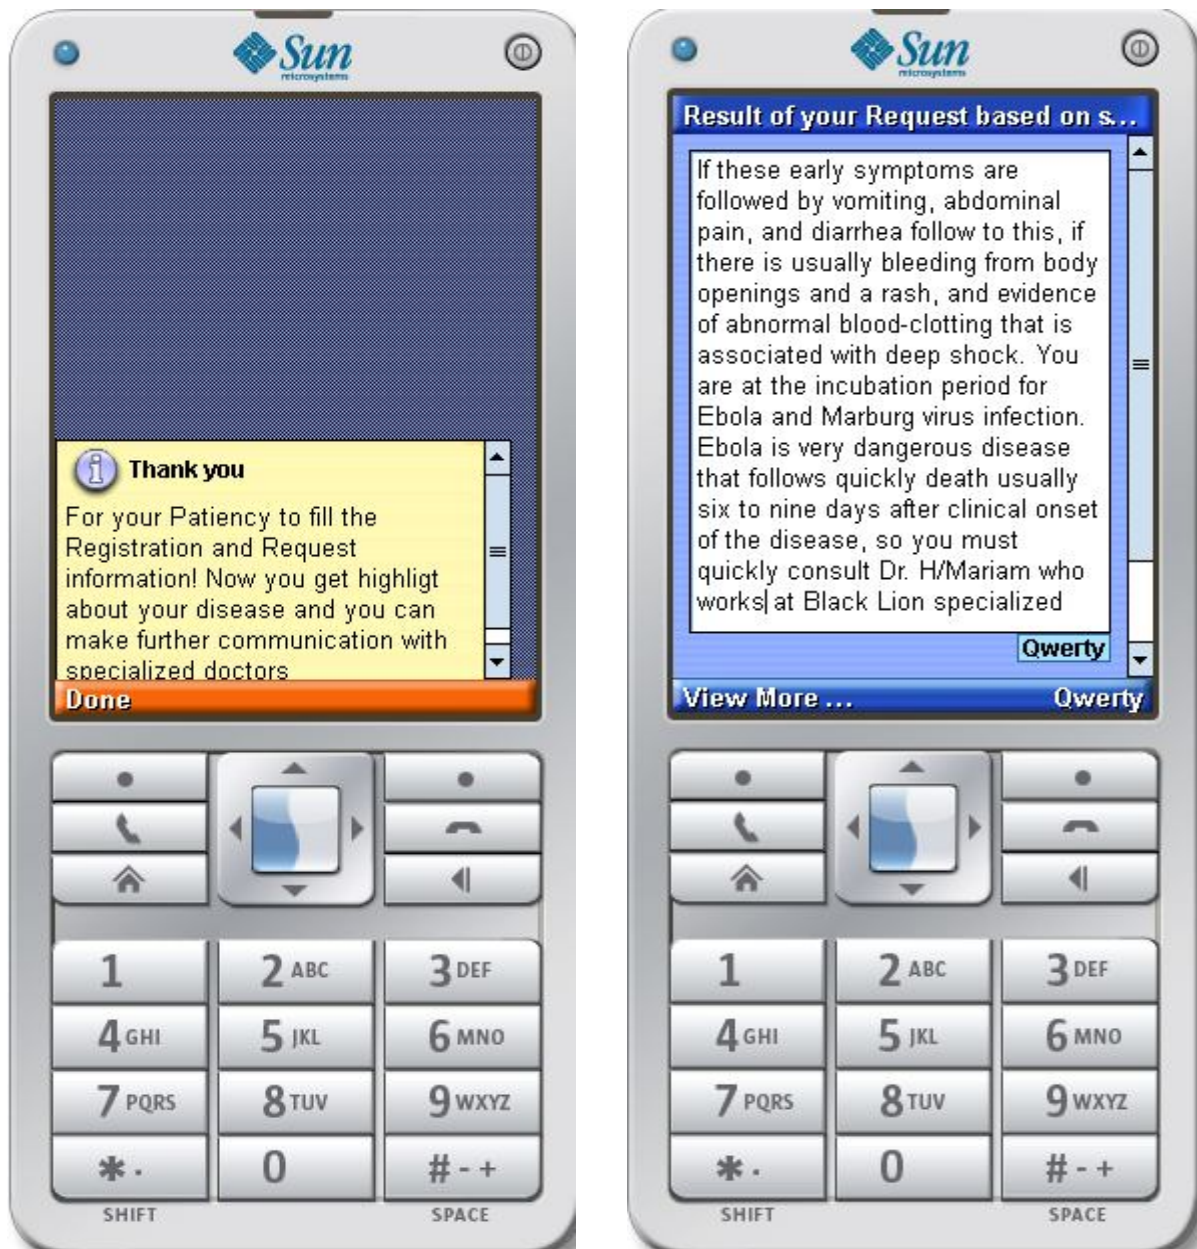 Sun
microsystems
Thank you
For your Patiency to fill the
Registration and Request
information! Now you get highligt
about your disease and you can
make further communication with
specialized doctors
Done
1
2 ABC
3 DEF
4 GHI
5 JKL
6 MNO
7 PQRS
8 TUV
9 WXYZ
* .
0
# - +
SHIFT
SPACE
Sun
microsystems
Result of your Request based on s...
If these early symptoms are
followed by vomiting, abdominal
pain, and diarrhea follow to this, if
there is usually bleeding from body
openings and a rash, and evidence
of abnormal blood-clotting that is
associated with deep shock. You
are at the incubation period for
Ebola and Marburg virus infection.
Ebola is very dangerous disease
that follows quickly death usually
six to nine days after clinical onset
of the disease, so you must
quickly consult Dr. H/Mariam who
works at Black Lion specialized
Qwerty
View More ... Qwerty
1
2 ABC
3 DEF
4 GHI
5 JKL
6 MNO
7 PQRS
8 TUV
9 WXYZ
* .
0
# - +
SHIFT
SPACE